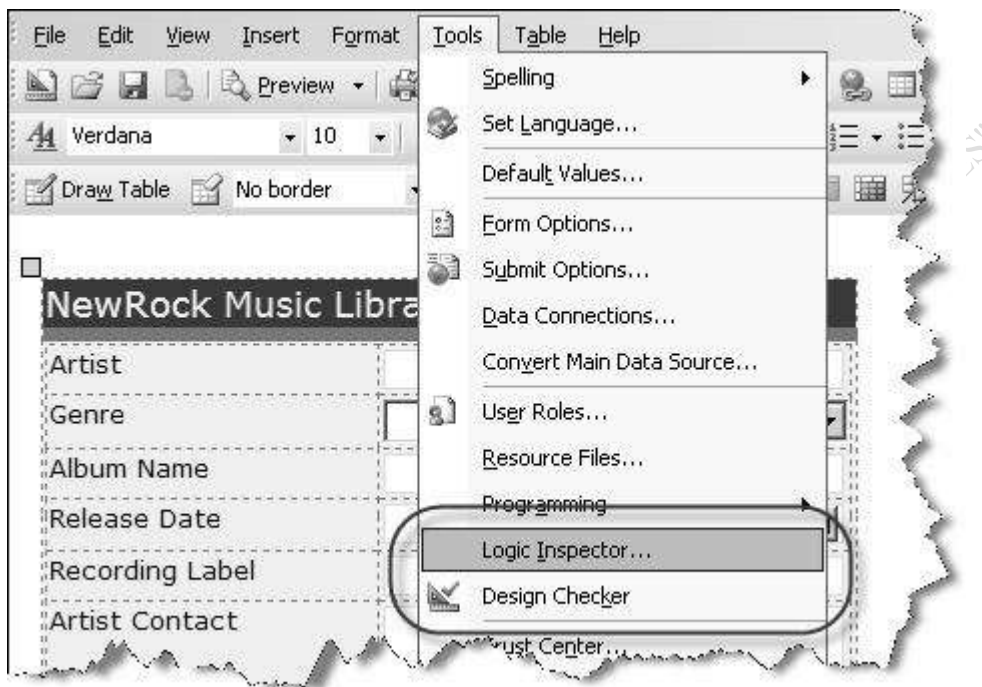 File Edit View Insert Format Tools Table Help
Preview
Verdana 10
Draw Table No border
Spelling
Set Language...
Default Values...
Form Options...
Submit Options...
Data Connections...
Convert Main Data Source...
User Roles...
Resource Files...
Programming
Logic Inspector...
Design Checker
Trust Center...
NewRock Music Libra
Artist
Genre
Album Name
Release Date
Recording Label
Artist Contact